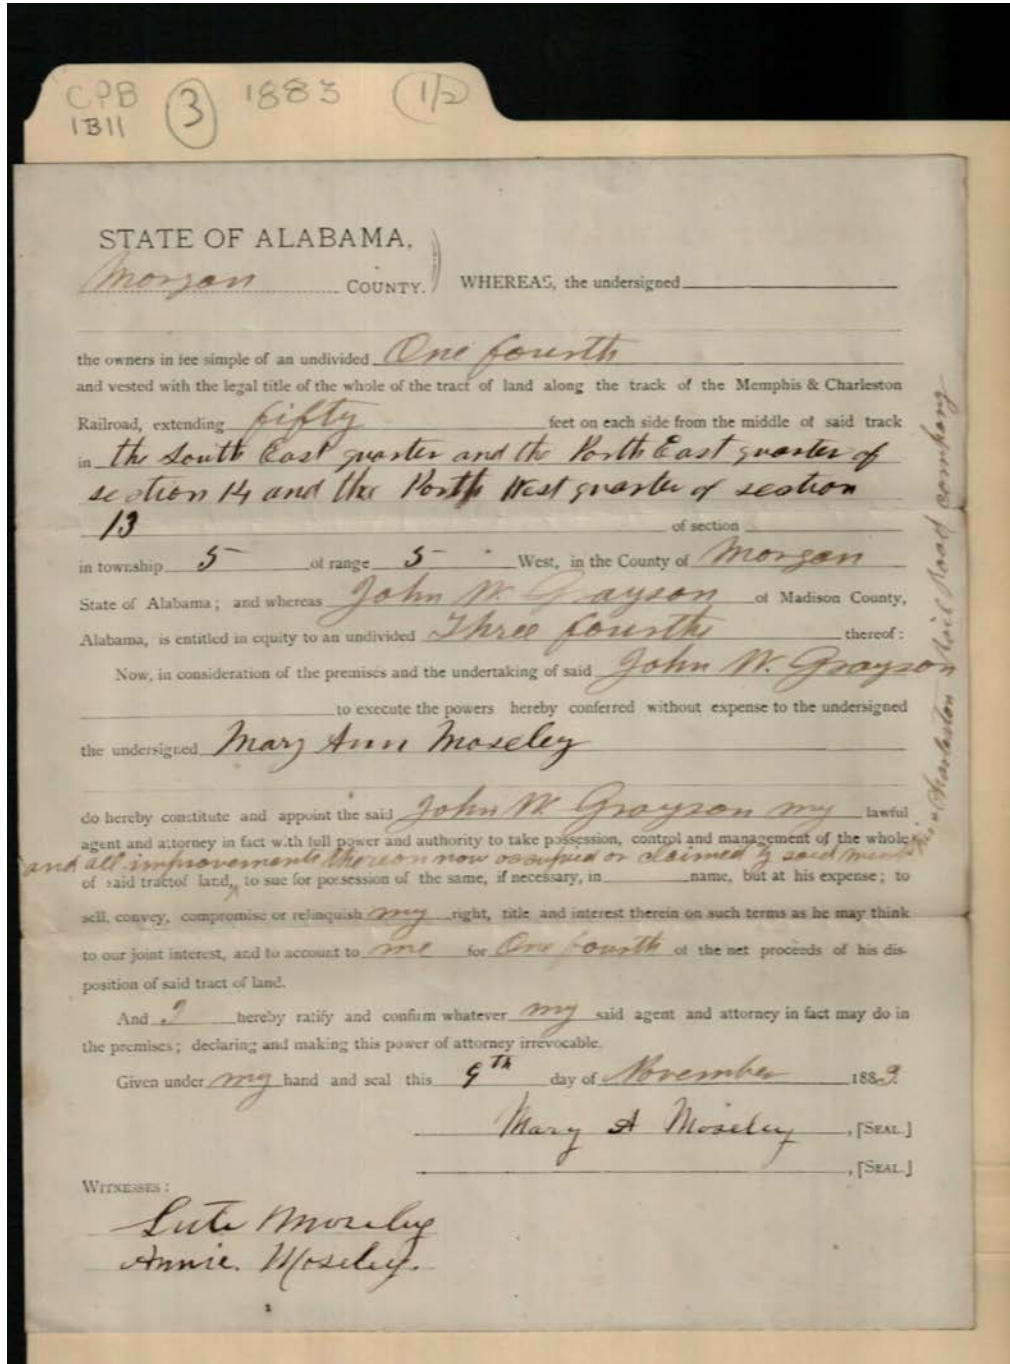 CPB 3 1883 (1/2)
1B11
STATE OF ALABAMA,
Morgan COUNTY. WHEREAS, the undersigned
the owners in fee simple of an undivided One fourth
and vested with the legal title of the whole of the tract of land along the track of the Memphis & Charleston
Railroad, extending fifty feet on each side from the middle of said track
in the South East quarter and the North East quarter of
section 14 and the North West quarter of section
13 of section
in township 5 of range 5 West, in the County of Morgan
State of Alabama; and whereas John W. Grayson of Madison County,
Alabama, is entitled in equity to an undivided Three fourths thereof:
Now, in consideration of the premises and the undertaking of said John W. Grayson
to execute the powers hereby conferred without expense to the undersigned
the undersigned Mary Ann Moseley
do hereby constitute and appoint the said John W Grayson my lawful
agent and attorney in fact with full power and authority to take possession, control and management of the whole
and all improvements thereon now occupied or claimed by said
Charleston Rail Road company
of said tract of land, to sue for possession of the same, if necessary, in name, but at his expense; to
sell, convey, compromise or relinquish my right, title and interest therein on such terms as he may think
to our joint interest, and to account to me for One fourth of the net proceeds of his dis-
position of said tract of land.
And I hereby ratify and confirm whatever my said agent and attorney in fact may do in
the premises; declaring and making this power of attorney irrevocable.
Given under my hand and seal this 9th day of November 1883.
Mary A Moseley, [SEAL.]
, [SEAL.]
WITNESSES:
Lute Moseley
Annie. Moseley.